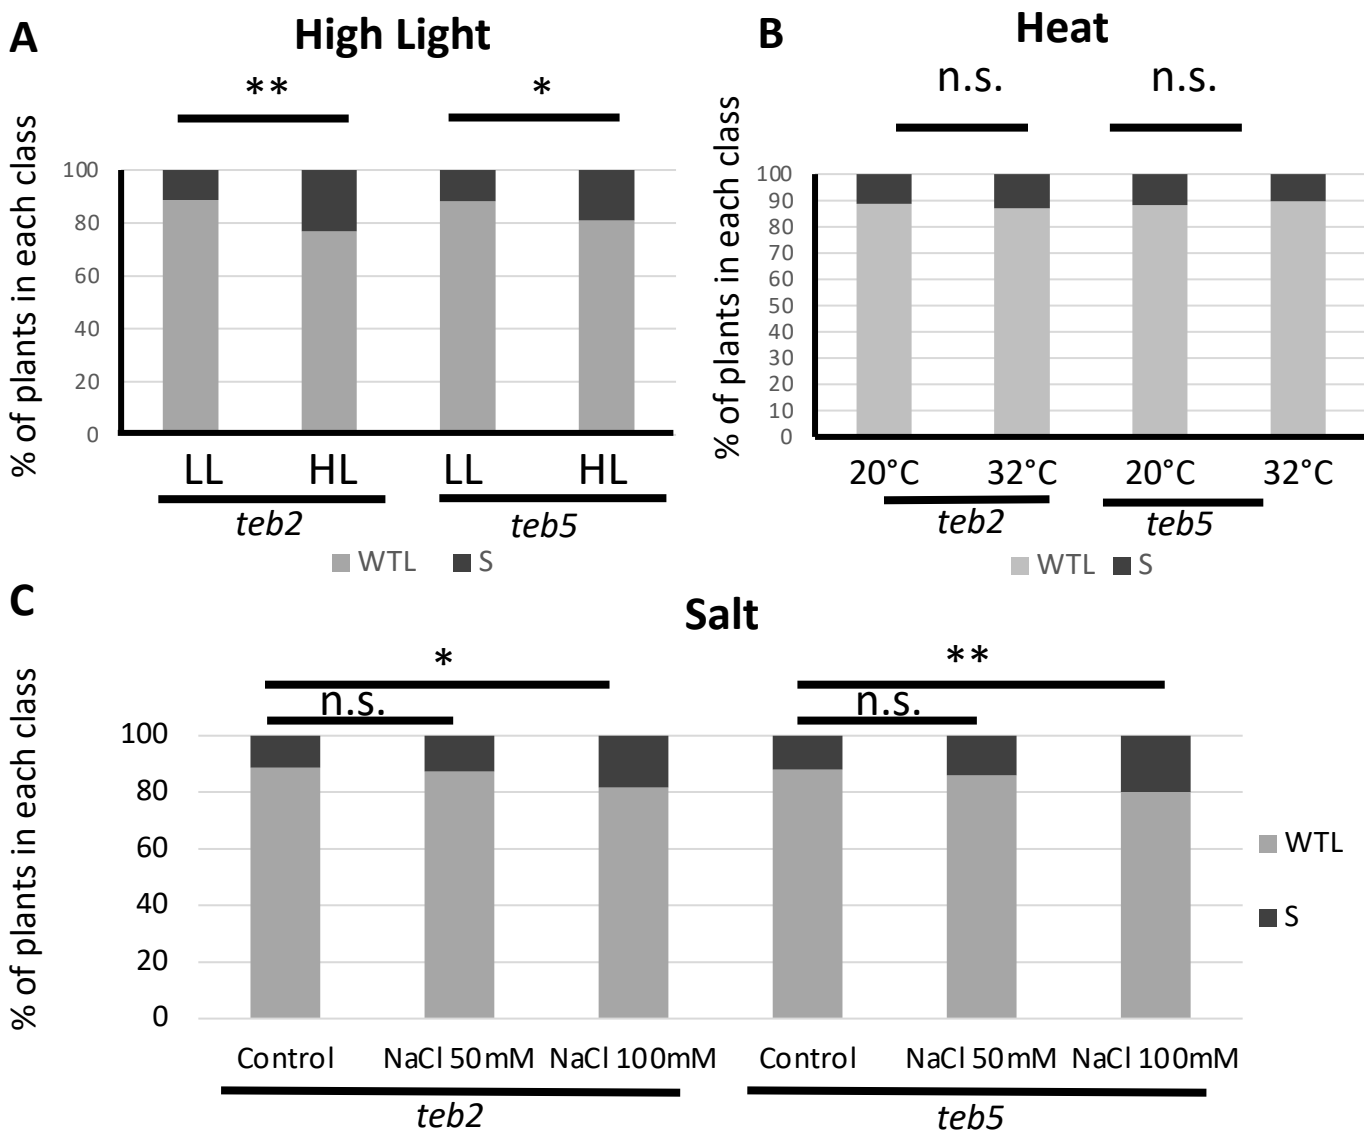 A
High Light
** *
% of plants in each class
100
80
60
40
20
0
LL HL LL HL
teb2 teb5
WTL S
B
Heat
n.s. n.s.
% of plants in each class
100
90
80
70
60
50
40
30
20
10
0
20°C 32°C 20°C 32°C
teb2 teb5
WTL S
C
Salt
* **
n.s. n.s.
% of plants in each class
100
80
60
40
20
0
Control NaCl 50mM NaCl 100mM Control NaCl 50mM NaCl 100mM
teb2 teb5
WTL
S